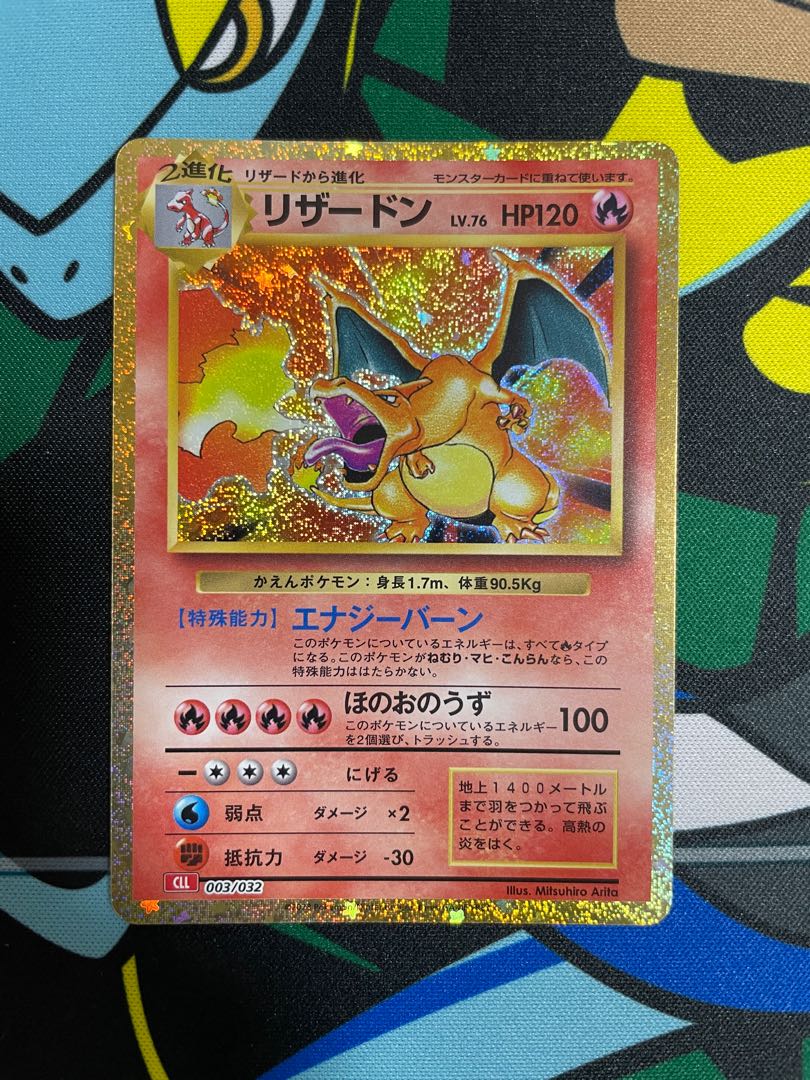 2進化 リザードから進化 モンスターカードに重ねて使います。
リザードン LV.76 HP120
かえんポケモン:身長1.7m、体重90.5Kg
【特殊能力】エナジーバーン
このポケモンについているエネルギーは、すべてタイプ
になる。このポケモンがねむり・マヒ・こんらんなら、この
特殊能力ははたらかない。
ほのおのうず 100
このポケモンについているエネルギー
を2個選び、トラッシュする。
にげる
弱点 ダメージ ×2
抵抗力 ダメージ -30
地上1400メートル
まで羽をつかって飛ぶ
ことができる。高熱の
炎をはく。
CLL 003/032
Illus. Mitsuhiro Arita